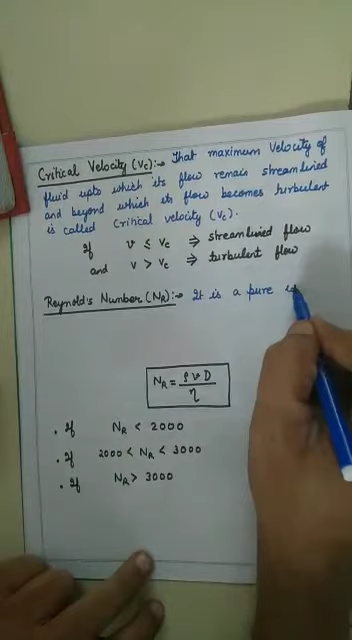 Critical Velocity (Vc):→ That maximum Velocity of
fluid upto which its flow remain streamlined
and beyond which its flow becomes turbulent
is called Critical velocity (Vc).
If v ≤ vc ⇒ streamlined flow
and v > vc ⇒ turbulent flow
Reynold's Number (NR):→ It is a pure
NR = ρ v D / η
. If NR < 2000
. If 2000 < NR < 3000
. If NR > 3000